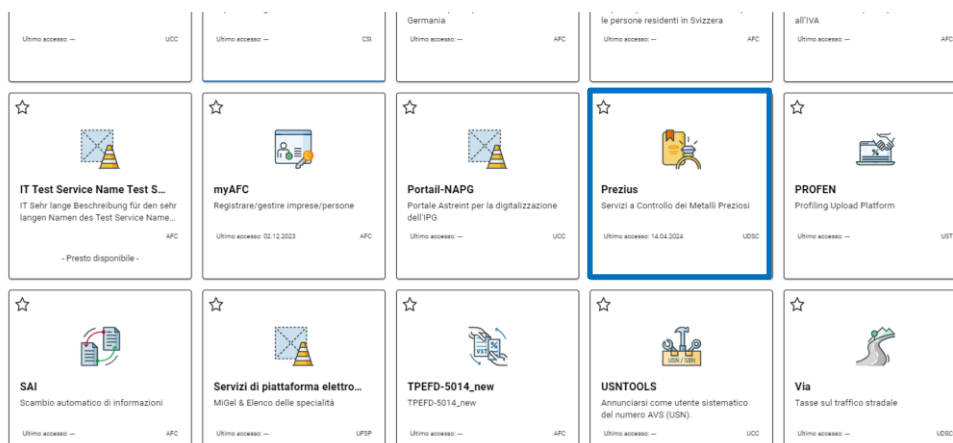 Germania
le persone residenti in Svizzera
all'IVA
Ultimo accesso: —
UCC
Ultimo accesso: —
CSI
Ultimo accesso: —
AFC
Ultimo accesso: —
AFC
Ultimo accesso: —
AFC
IT Test Service Name Test S...
IT Sehr lange Beschreibung für den sehr
langen Namen des Test Service Name...
AFC
- Presto disponibile -
myAFC
Registrare/gestire imprese/persone
Ultimo accesso: 02.12.2023
AFC
Portail-NAPG
Portale Astreint per la digitalizzazione
dell'IPG
Ultimo accesso: —
UCC
Prezius
Servizi a Controllo dei Metalli Preziosi
Ultimo accesso: 14.04.2024
UDSC
%
PROFEN
Profiling Upload Platform
Ultimo accesso: —
UST
SAI
Scambio automatico di informazioni
Ultimo accesso: —
AFC
Servizi di piattaforma elettro...
MiGel & Elenco delle specialità
Ultimo accesso: —
UFSP
VST
%
TPEFD-5014_new
TPEFD-5014_new
Ultimo accesso: —
AFC
USN / SBN
USNTOOLS
Annunciarsi come utente sistematico
del numero AVS (USN).
Ultimo accesso: —
UCC
Via
Tasse sul traffico stradale
Ultimo accesso: —
UDSC